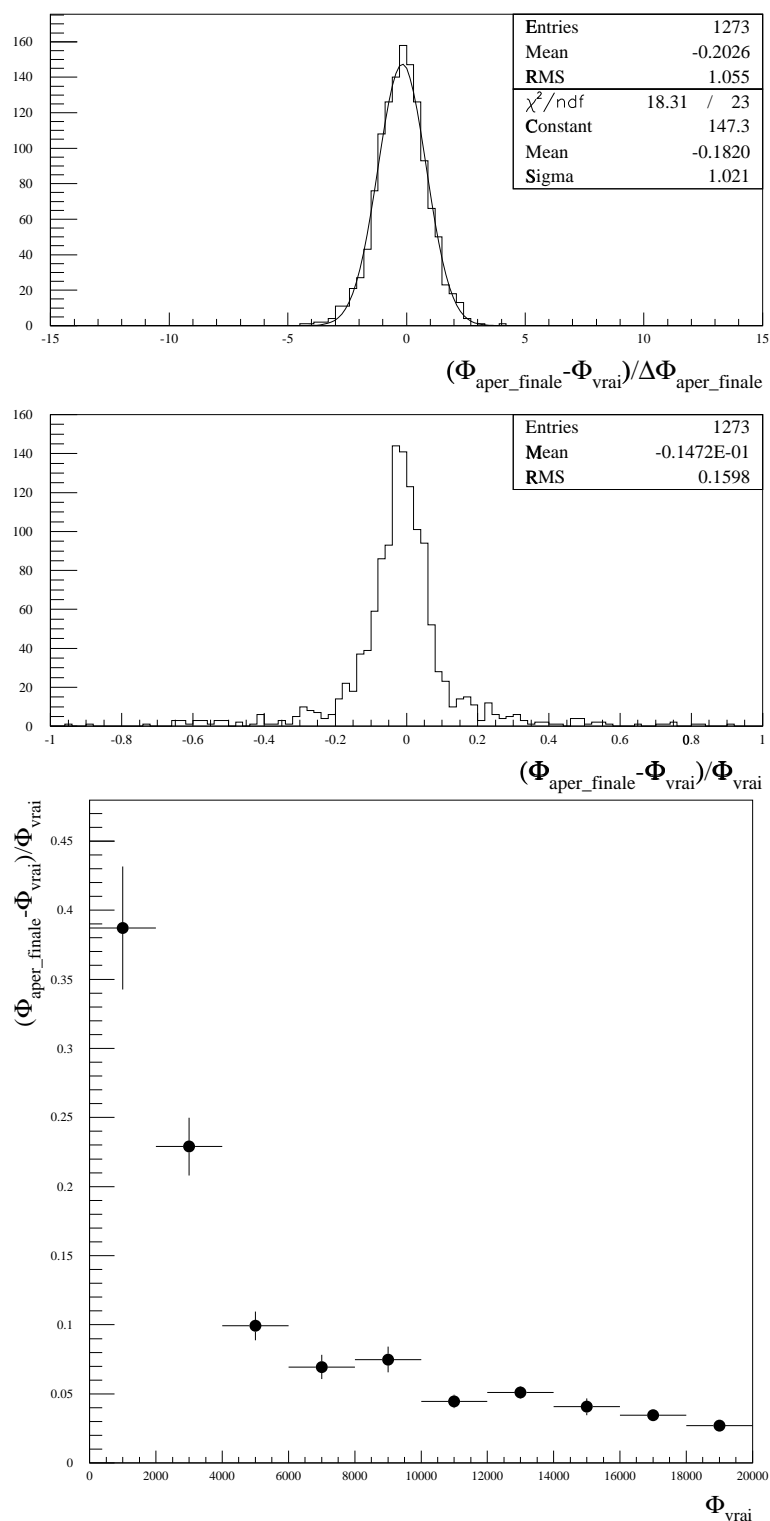 Entries 1273
Mean -0.2026
RMS 1.055
χ²/ndf 18.31 / 23
Constant 147.3
Mean -0.1820
Sigma 1.021
160
140
120
100
80
60
40
20
0
-15 -10 -5 0 5 10 15
(Φaper_finale-Φvrai)/ΔΦaper_finale
Entries 1273
Mean -0.1472E-01
RMS 0.1598
160
140
120
100
80
60
40
20
0
-1 -0.8 -0.6 -0.4 -0.2 0 0.2 0.4 0.6 0.8 1
(Φaper_finale-Φvrai)/Φvrai
(Φaper_finale-Φvrai)/Φvrai
0.45
0.4
0.35
0.3
0.25
0.2
0.15
0.1
0.05
0
0 2000 4000 6000 8000 10000 12000 14000 16000 18000 20000
Φvrai